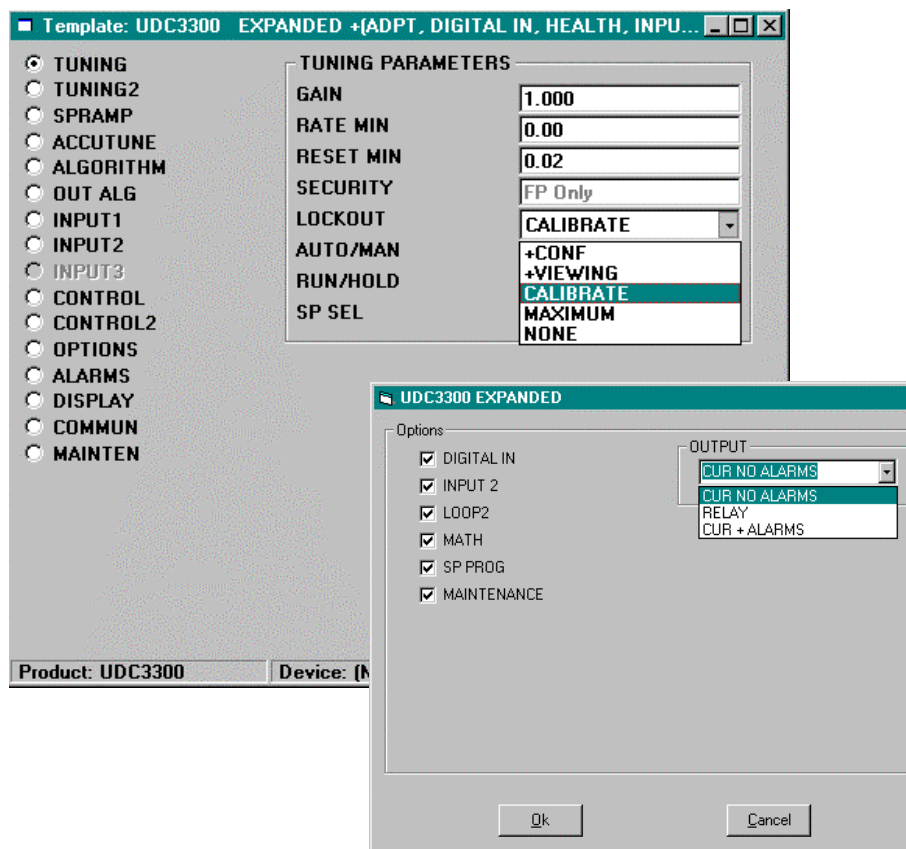 Template: UDC3300 EXPANDED +(ADPT, DIGITAL IN, HEALTH, INPU...
TUNING
TUNING2
SPRAMP
ACCUTUNE
ALGORITHM
OUT ALG
INPUT1
INPUT2
INPUT3
CONTROL
CONTROL2
OPTIONS
ALARMS
DISPLAY
COMMUN
MAINTEN
TUNING PARAMETERS
GAIN 1.000
RATE MIN 0.00
RESET MIN 0.02
SECURITY FP Only
LOCKOUT CALIBRATE
AUTO/MAN
RUN/HOLD
SP SEL
+CONF
+VIEWING
CALIBRATE
MAXIMUM
NONE
Product: UDC3300 Device: (N
UDC3300 EXPANDED
Options
DIGITAL IN
INPUT 2
LOOP2
MATH
SP PROG
MAINTENANCE
OUTPUT
CUR NO ALARMS
CUR NO ALARMS
RELAY
CUR + ALARMS
Ok Cancel